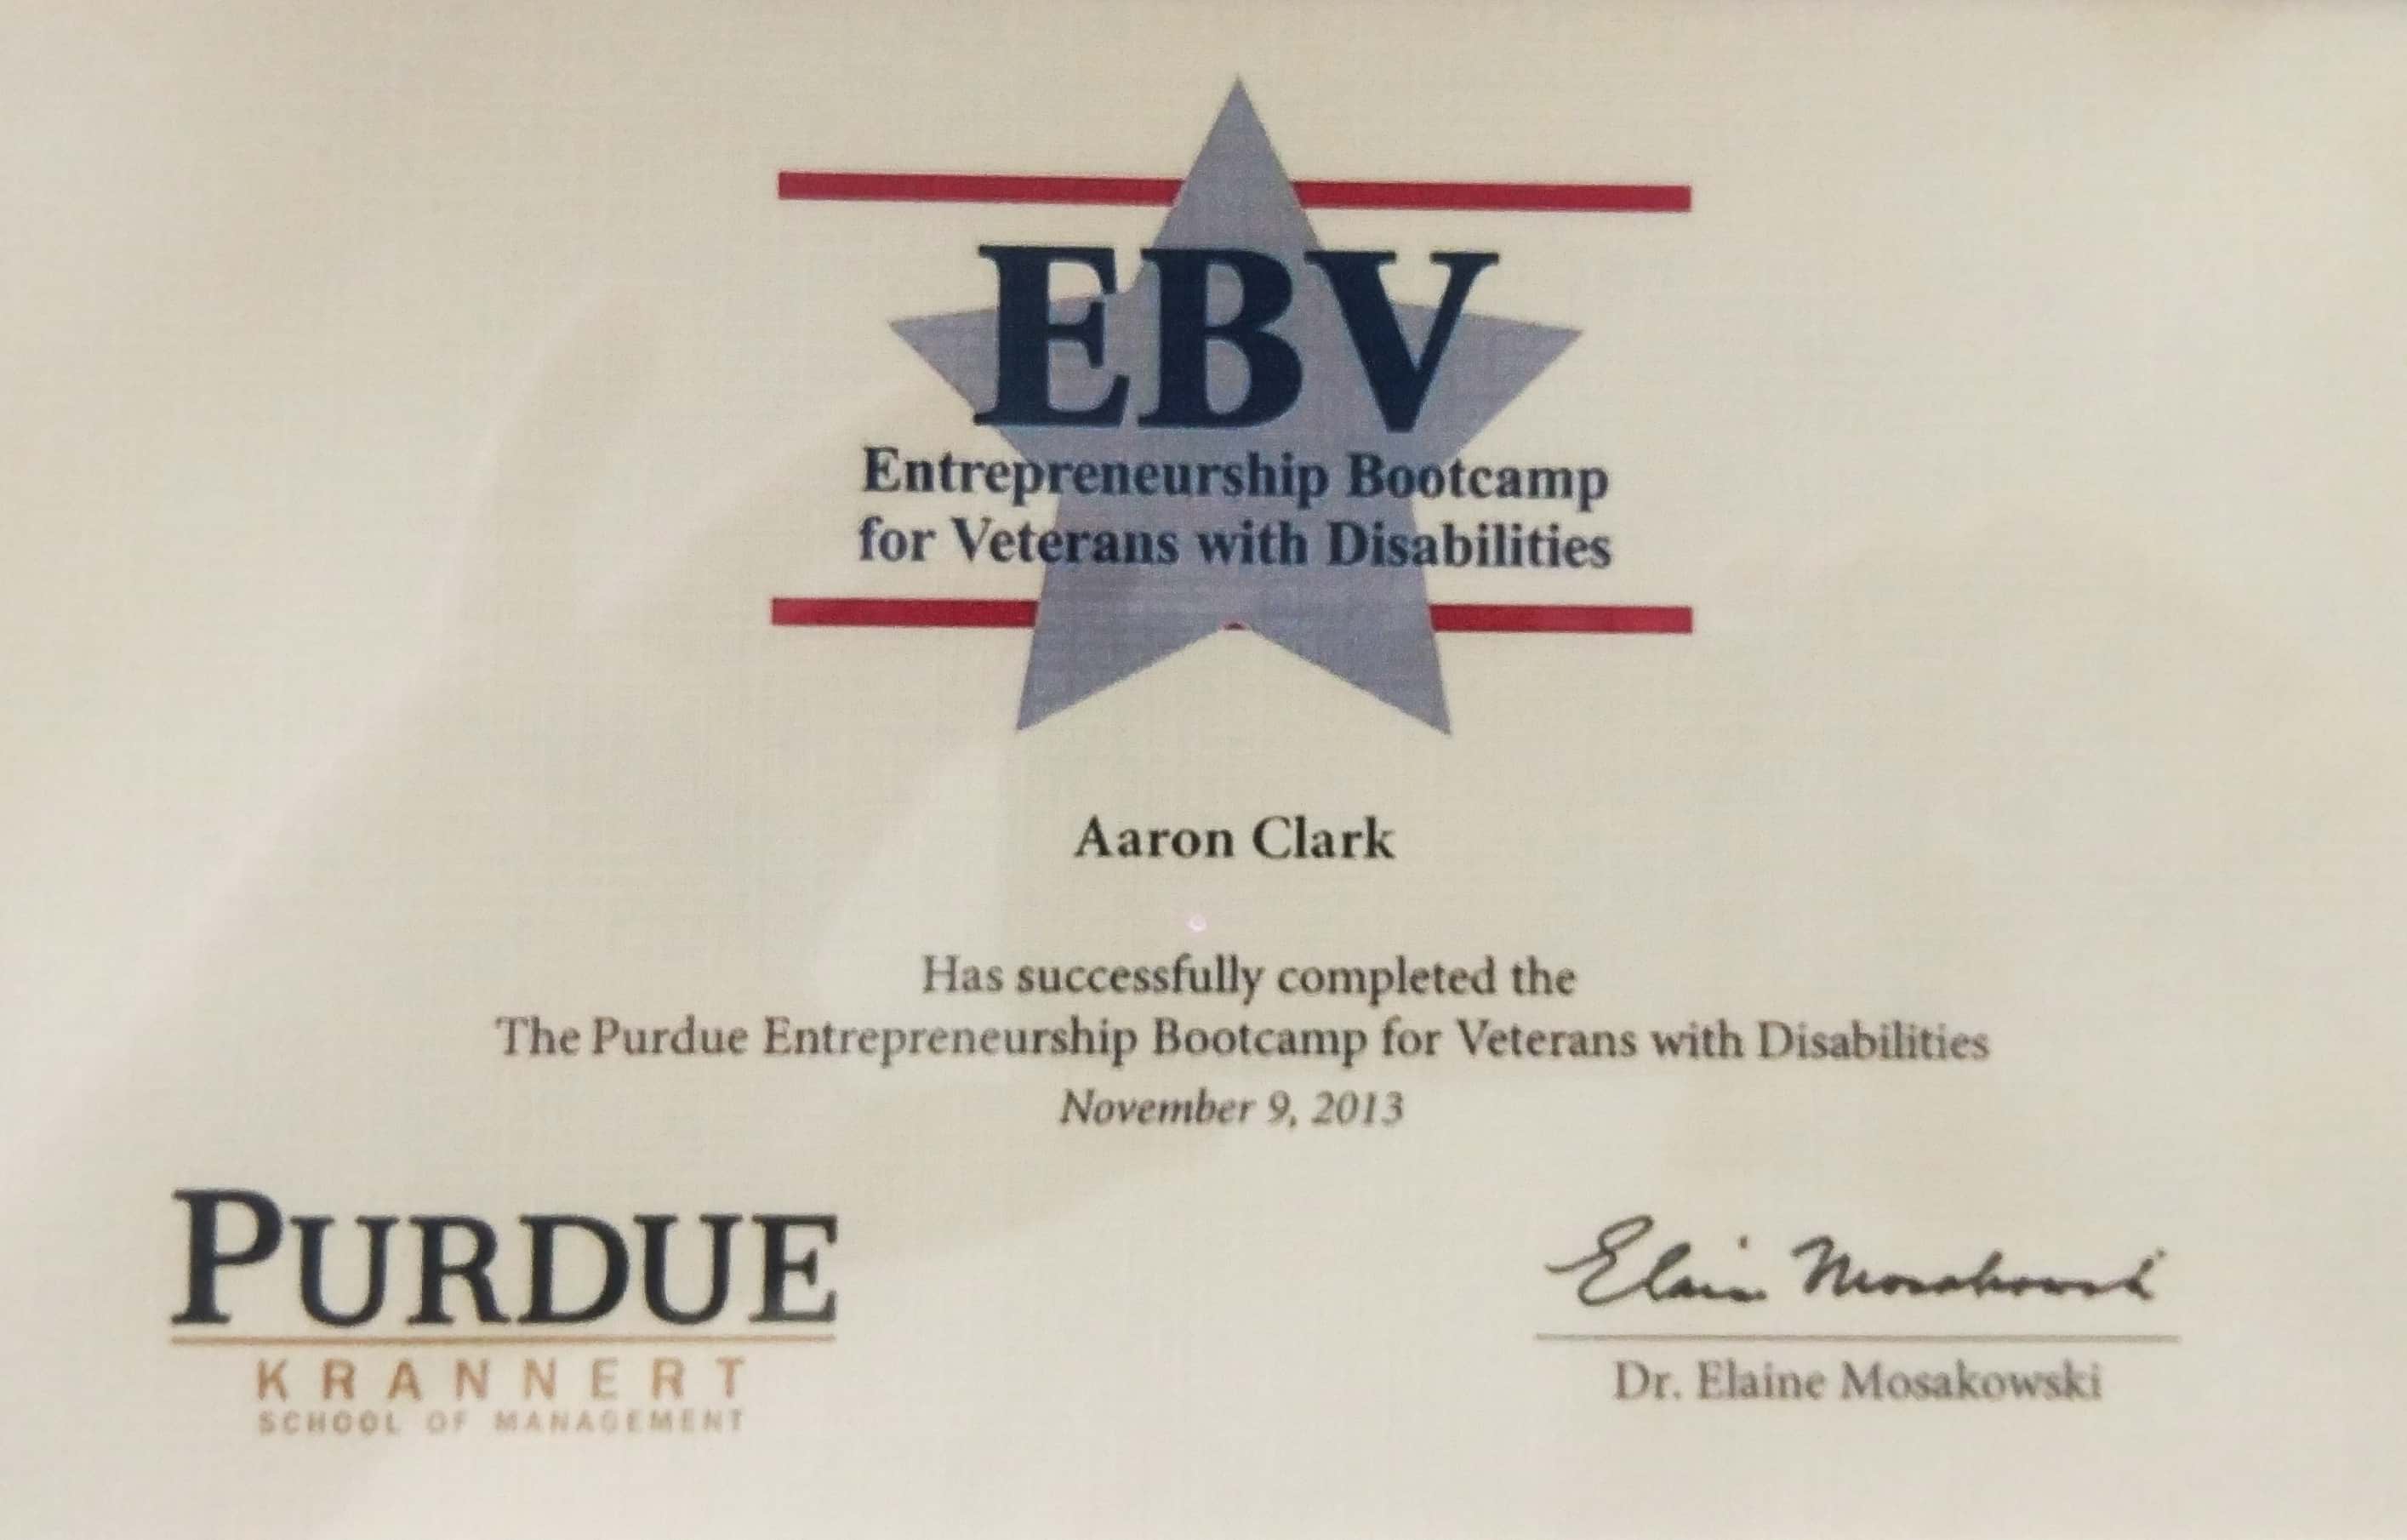 EBV
Entrepreneurship Bootcamp
for Veterans with Disabilities
Aaron Clark
Has successfully completed the
The Purdue Entrepreneurship Bootcamp for Veterans with Disabilities
November 9, 2013
PURDUE
KRANNERT
SCHOOL OF MANAGEMENT
Elaine Mosakowski
Dr. Elaine Mosakowski